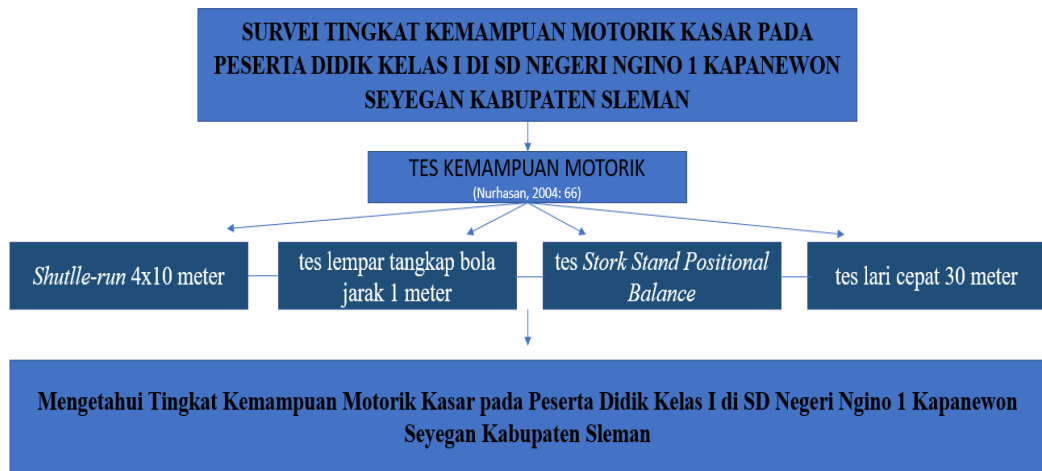 SURVEI TINGKAT KEMAMPUAN MOTORIK KASAR PADA
PESERTA DIDIK KELAS I DI SD NEGERI NGINO 1 KAPANEWON
SEYEGAN KABUPATEN SLEMAN
TES KEMAMPUAN MOTORIK
(Nurhasan, 2004: 66)
Shutlle-run 4x10 meter
tes lempar tangkap bola
jarak 1 meter
tes Stork Stand Positional
Balance
tes lari cepat 30 meter
Mengetahui Tingkat Kemampuan Motorik Kasar pada Peserta Didik Kelas I di SD Negeri Ngino 1 Kapanewon
Seyegan Kabupaten Sleman